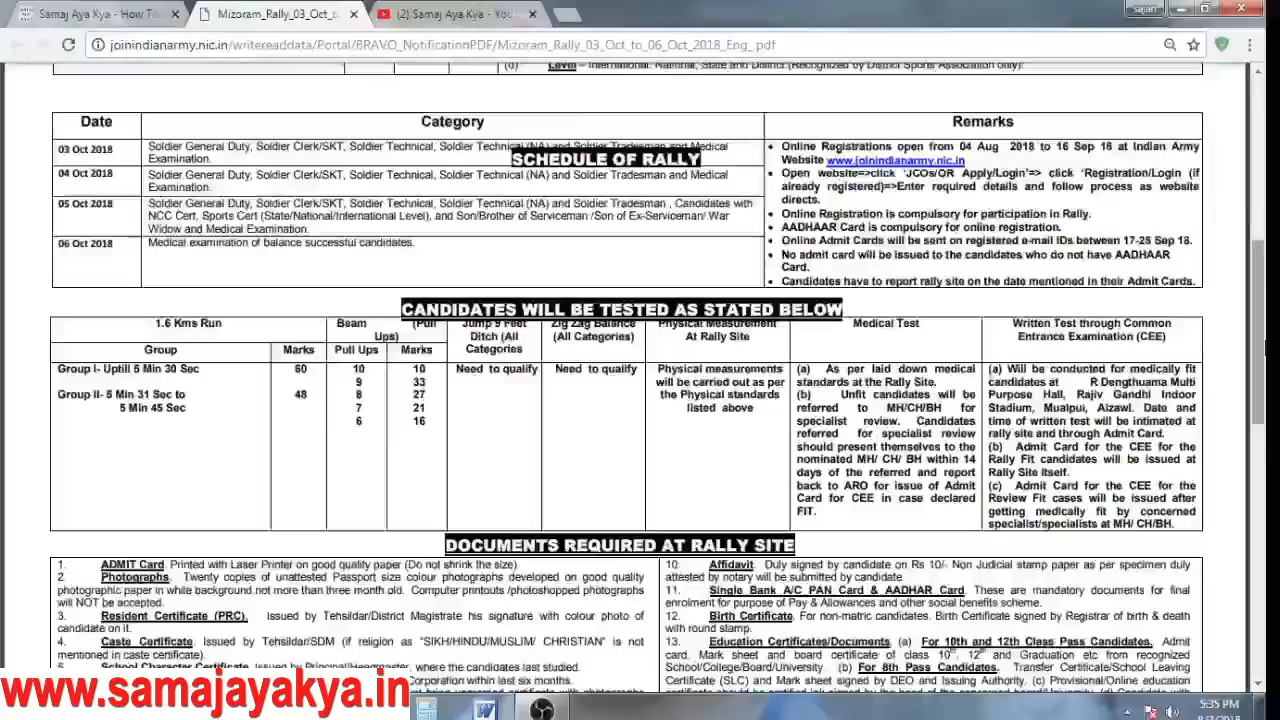 Samaj Aya Kya - How To
Mizoram_Rally_03_Oct_to
(2) Samaj Aya Kya - You
sajan
joinindianarmy.nic.in/writereaddata/Portal/BRAVO_NotificationPDF/Mizoram_Rally_03_Oct_to_06_Oct_2018_Eng_.pdf
(d) Level – International. National, State and District (Recognized by District Sports Association only).
Date
Category
Remarks
SCHEDULE OF RALLY
03 Oct 2018
Soldier General Duty, Soldier Clerk/SKT, Soldier Technical, Soldier Technical (NA) and Soldier Tradesman and Medical
Examination.
04 Oct 2018
Soldier General Duty, Soldier Clerk/SKT, Soldier Technical, Soldier Technical (NA) and Soldier Tradesman and Medical
Examination.
05 Oct 2018
Soldier General Duty, Soldier Clerk/SKT, Soldier Technical, Soldier Technical (NA) and Soldier Tradesman , Candidates with
NCC Cert, Sports Cert (State/National/International Level), and Son/Brother of Serviceman /Son of Ex-Serviceman/ War
Widow and Medical Examination.
06 Oct 2018
Medical examination of balance successful candidates.
• Online Registrations open from 04 Aug 2018 to 16 Sep 18 at Indian Army
Website www.joinindianarmy.nic.in
• Open website=>click 'JCOs/OR Apply/Login'=> click 'Registration/Login (if
already registered)=>Enter required details and follow process as website
directs.
• Online Registration is compulsory for participation in Rally.
• AADHAAR Card is compulsory for online registration.
• Online Admit Cards will be sent on registered e-mail IDs between 17-25 Sep 18.
• No admit card will be issued to the candidates who do not have AADHAAR
Card.
• Candidates have to report rally site on the date mentioned in their Admit Cards.
CANDIDATES WILL BE TESTED AS STATED BELOW
1.6 Kms Run
Group
Marks
Group I- Uptill 5 Min 30 Sec
60
Group II- 5 Min 31 Sec to
5 Min 45 Sec
48
Beam (Pull
Ups)
Pull Ups
Marks
10 10
9 33
8 27
7 21
6 16
Jump 9 Feet
Ditch (All
Categories
Need to qualify
Zig Zag Balance
(All Categories)
Need to qualify
Physical Measurement
At Rally Site
Physical measurements
will be carried out as per
the Physical standards
listed above
Medical Test
(a) As per laid down medical
standards at the Rally Site.
(b) Unfit candidates will be
referred to MH/CH/BH for
specialist review. Candidates
referred for specialist review
should present themselves to the
nominated MH/ CH/ BH within 14
days of the referred and report
back to ARO for issue of Admit
Card for CEE in case declared
FIT.
Written Test through Common
Entrance Examination (CEE)
(a) Will be conducted for medically fit
candidates at R Dengthuama Multi
Purpose Hall, Rajiv Gandhi Indoor
Stadium, Mualpui, Aizawl. Date and
time of written test will be intimated at
rally site and through Admit Card.
(b) Admit Card for the CEE for the
Rally Fit candidates will be issued at
Rally Site itself.
(c) Admit Card for the CEE for the
Review Fit cases will be issued after
getting medically fit by concerned
specialist/specialists at MH/ CH/BH.
DOCUMENTS REQUIRED AT RALLY SITE
1. ADMIT Card. Printed with Laser Printer on good quality paper (Do not shrink the size).
2 Photographs. Twenty copies of unattested Passport size colour photographs developed on good quality
photographic paper in white background not more than three month old. Computer printouts /photoshopped photographs
will NOT be accepted.
3. Resident Certificate (PRC). Issued by Tehsildar/District Magistrate his signature with colour photo of
candidate on it.
4. Caste Certificate. Issued by Tehsildar/SDM (if religion as "SIKH/HINDU/MUSLIM/ CHRISTIAN" is not
mentioned in caste certificate).
5. School Character Certificate. Issued by Principal/Headmaster, where the candidates last studied.
Corporation within last six months.
10. Affidavit. Duly signed by candidate on Rs 10/- Non Judicial stamp paper as per specimen duly
attested by notary will be submitted by candidate.
11. Single Bank A/C PAN Card & AADHAR Card. These are mandatory documents for final
enrolment for purpose of Pay & Allowances and other social benefits scheme.
12. Birth Certificate. For non-matric candidates. Birth Certificate signed by Registrar of birth & death
with round stamp.
13. Education Certificates/Documents. (a) For 10th and 12th Class Pass Candidates. Admit
card, Mark sheet and board certificate of class 10th, 12th and Graduation etc from recognized
School/College/Board/University. (b) For 8th Pass Candidates. Transfer Certificate/School Leaving
Certificate (SLC) and Mark sheet signed by DEO and Issuing Authority. (c) Provisional/Online education
www.samajayakya.in
5:35 PM